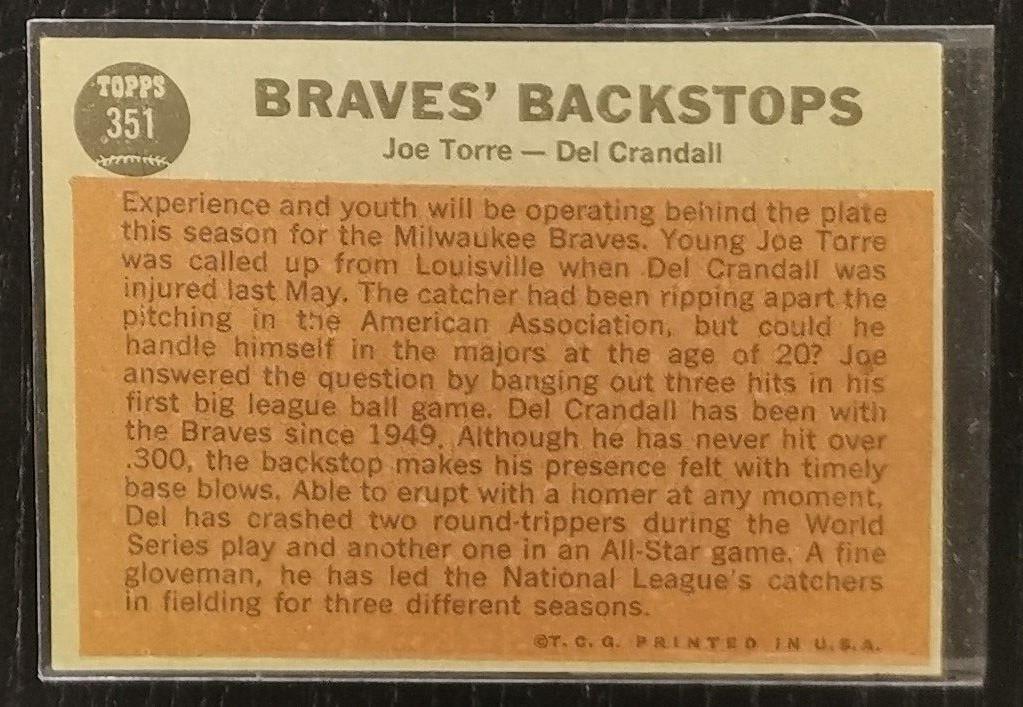 TOPPS
351
BRAVES' BACKSTOPS
Joe Torre — Del Crandall
Experience and youth will be operating behind the plate
this season for the Milwaukee Braves. Young Joe Torre
was called up from Louisville when Del Crandall was
injured last May. The catcher had been ripping apart the
pitching in the American Association, but could he
handle himself in the majors at the age of 20? Joe
answered the question by banging out three hits in his
first big league ball game. Del Crandall has been with
the Braves since 1949. Although he has never hit over
.300, the backstop makes his presence felt with timely
base blows. Able to erupt with a homer at any moment,
Del has crashed two round-trippers during the World
Series play and another one in an All-Star game. A fine
gloveman, he has led the National League's catchers
in fielding for three different seasons.
©T. C. G. PRINTED IN U.S.A.